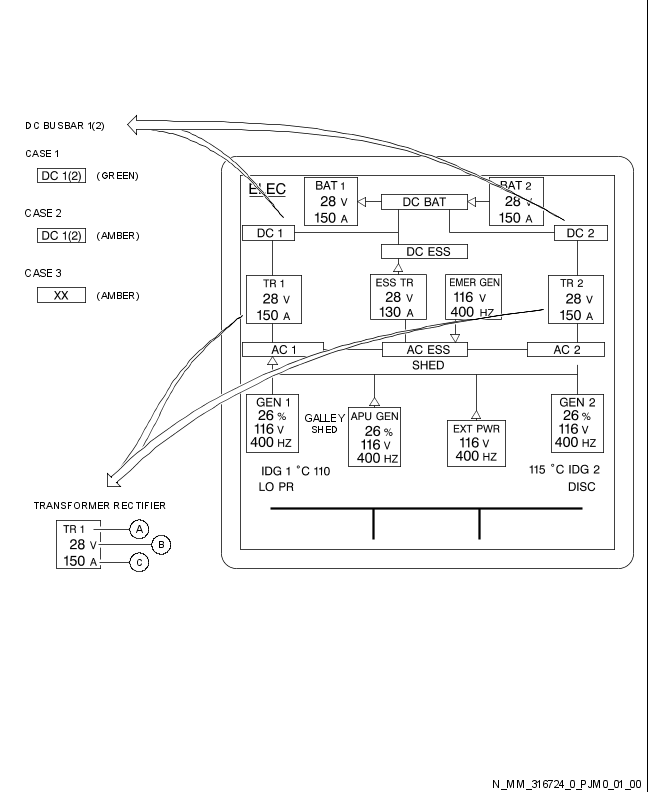 DC BUSBAR 1(2)
CASE 1
DC 1(2) (GREEN)
CASE 2
DC 1(2) (AMBER)
CASE 3
XX (AMBER)
ELEC
BAT 1
28 V
150 A
DC BAT
BAT 2
28 V
150 A
DC 1
DC 2
DC ESS
TR 1
28 V
150 A
ESS TR
28 V
130 A
EMER GEN
116 V
400 HZ
TR 2
28 V
150 A
AC 1
AC ESS
AC 2
SHED
GEN 1
26 %
116 V
400 HZ
GALLEY
SHED
APU GEN
26 %
116 V
400 HZ
EXT PWR
116 V
400 HZ
GEN 2
26 %
116 V
400 HZ
IDG 1 °C 110
LO PR
115 °C IDG 2
DISC
TRANSFORMER RECTIFIER
TR 1 A
28 V B
150 A C
N_MM_316724_0_PJM0_01_00